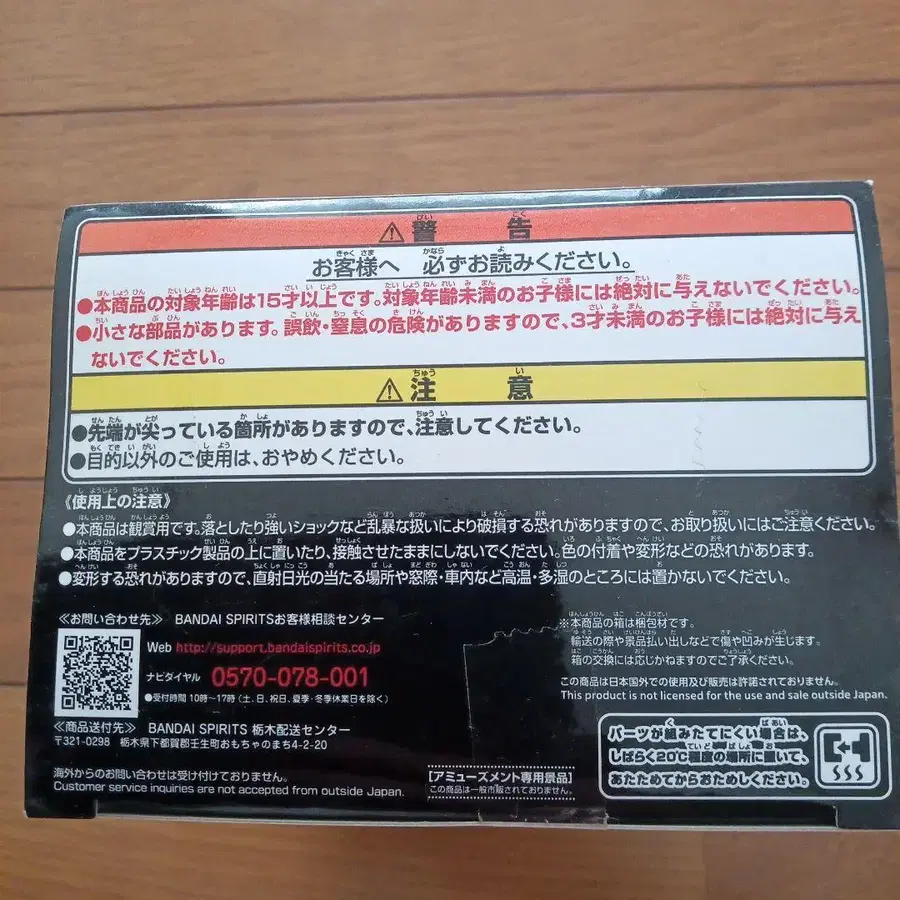 ⚠警告
お客様へ 必ずお読みください。
●本商品の対象年齢は15才以上です。対象年齢未満のお子様には絶対に与えないでください。
●小さな部品があります。誤飲・窒息の危険がありますので、3才未満のお子様には絶対に与え
ないでください。
⚠注意
●先端が尖っている箇所がありますので、注意してください。
●目的以外のご使用は、おやめください。
《使用上の注意》
●本商品は観賞用です。落としたり強いショックなど乱暴な扱いにより破損する恐れがありますので、お取り扱いにはご注意ください。
●本商品をプラスチック製品の上に置いたり、接触させたままにしないでください。色の付着や変形などの恐れがあります。
●変形する恐れがありますので、直射日光の当たる場所や窓際・車内など高温・多湿のところには置かないでください。
≪お問い合わせ先≫ BANDAI SPIRITSお客様相談センター
Web http://support.bandaispirits.co.jp/
ナビダイヤル 0570-078-001
●受付時間 10時〜17時(土、日、祝日、夏季・冬季休業日を除く)
≪商品送付先≫ BANDAI SPIRITS 栃木配送センター
〒321-0298 栃木県下都賀郡壬生町おもちゃのまち4-2-20
海外からのお問い合わせは受け付けておりません。
Customer service inquiries are not accepted from outside Japan.
※本商品の箱は梱包材です。
輸送の際や景品払い出しなどで傷や凹みが生じます。
箱の交換には応じかねますのでご了承ください。
この商品は日本国外での使用及び販売は許諾されておりません。
This product is not licensed for the use and sale outside Japan.
[アミューズメント専用景品]
この商品は一般市販されておりません。
パーツが組みたてにくい場合は、
しばらく20℃程度の場所に置いて、
あたためてからお試しください。